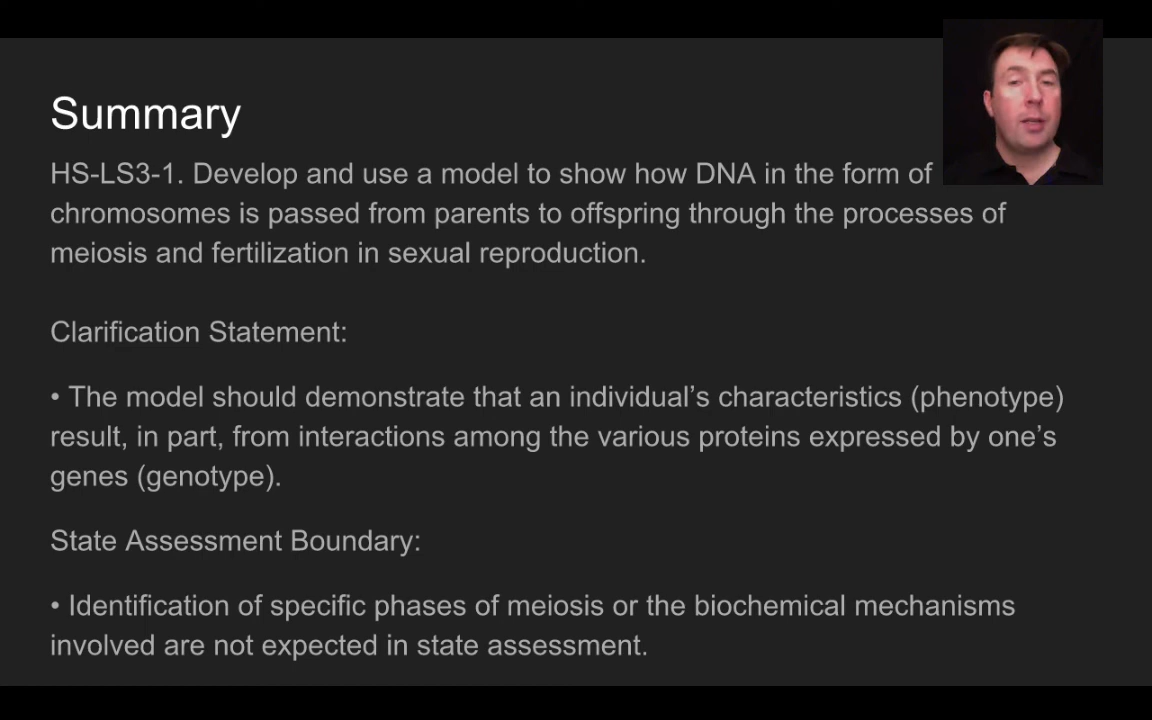 Summary
HS-LS3-1. Develop and use a model to show how DNA in the form of
chromosomes is passed from parents to offspring through the processes of
meiosis and fertilization in sexual reproduction.
Clarification Statement:
• The model should demonstrate that an individual’s characteristics (phenotype)
result, in part, from interactions among the various proteins expressed by one’s
genes (genotype).
State Assessment Boundary:
• Identification of specific phases of meiosis or the biochemical mechanisms
involved are not expected in state assessment.